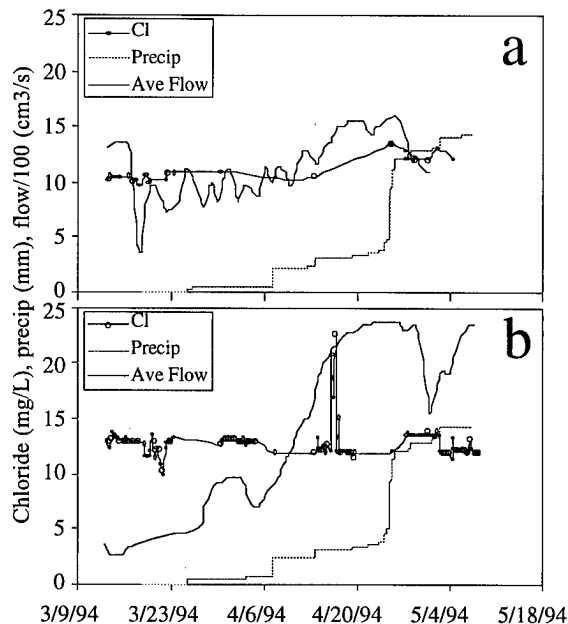 25
20
15
10
5
0
Cl
Precip
Ave Flow
a
25
20
15
10
5
0
Cl
Precip
Ave Flow
b
Chloride (mg/L), precip (mm), flow/100 (cm3/s)
3/9/94 3/23/94 4/6/94 4/20/94 5/4/94 5/18/94